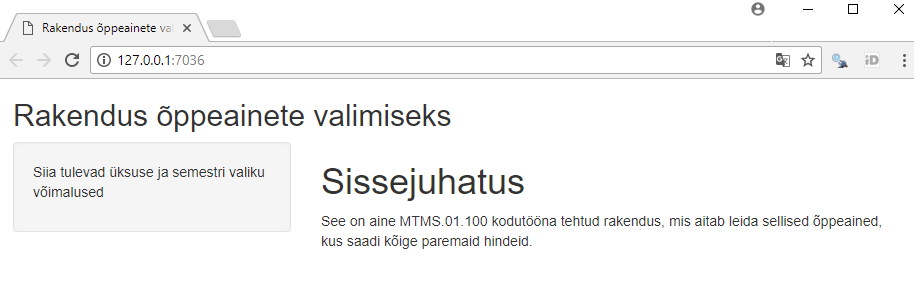 Rakendus õppeainete va
127.0.0.1:7036
iD
Rakendus õppeainete valimiseks
Siia tulevad üksuse ja semestri valiku
võimalused
Sissejuhatus
See on aine MTMS.01.100 kodutööna tehtud rakendus, mis aitab leida sellised õppeained,
kus saadi kõige paremaid hindeid.